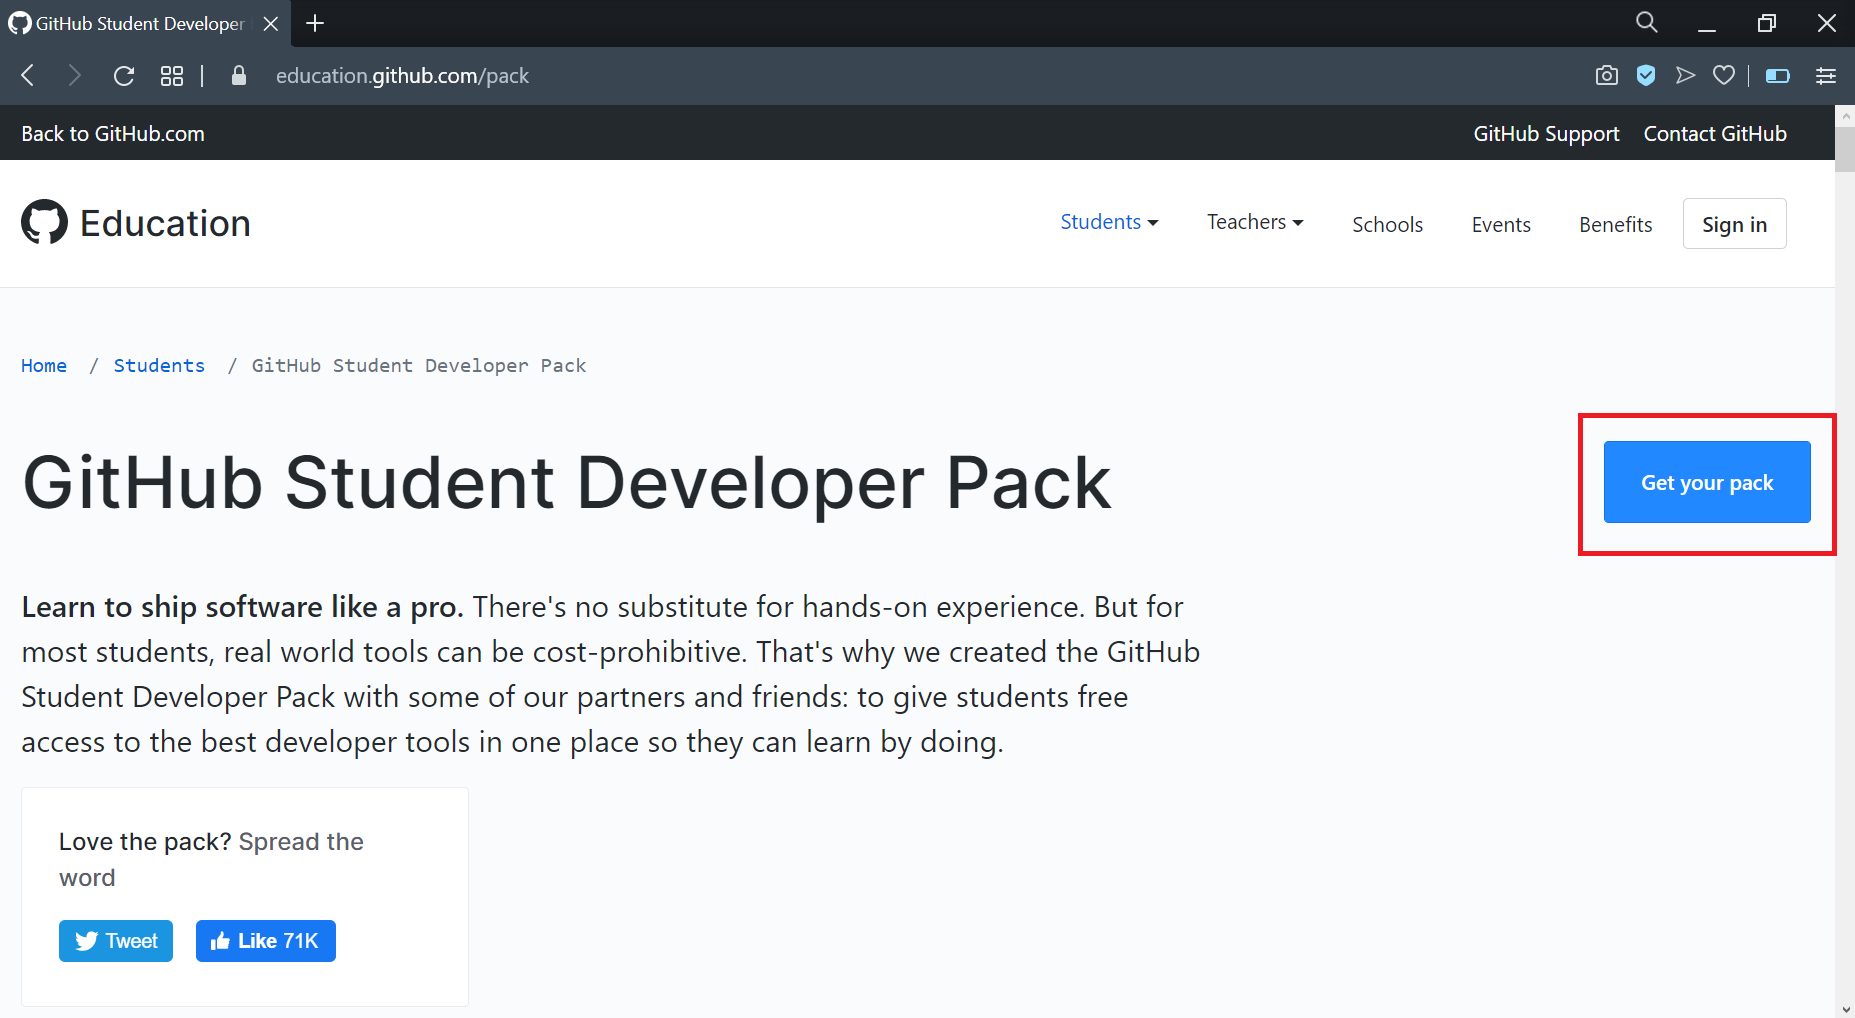 GitHub Student Developer
education.github.com/pack
Back to GitHub.com
GitHub Support
Contact GitHub
Education
Students
Teachers
Schools
Events
Benefits
Sign in
Home / Students / GitHub Student Developer Pack
GitHub Student Developer Pack
Get your pack
Learn to ship software like a pro. There's no substitute for hands-on experience. But for
most students, real world tools can be cost-prohibitive. That's why we created the GitHub
Student Developer Pack with some of our partners and friends: to give students free
access to the best developer tools in one place so they can learn by doing.
Love the pack? Spread the
word
Tweet
Like 71K